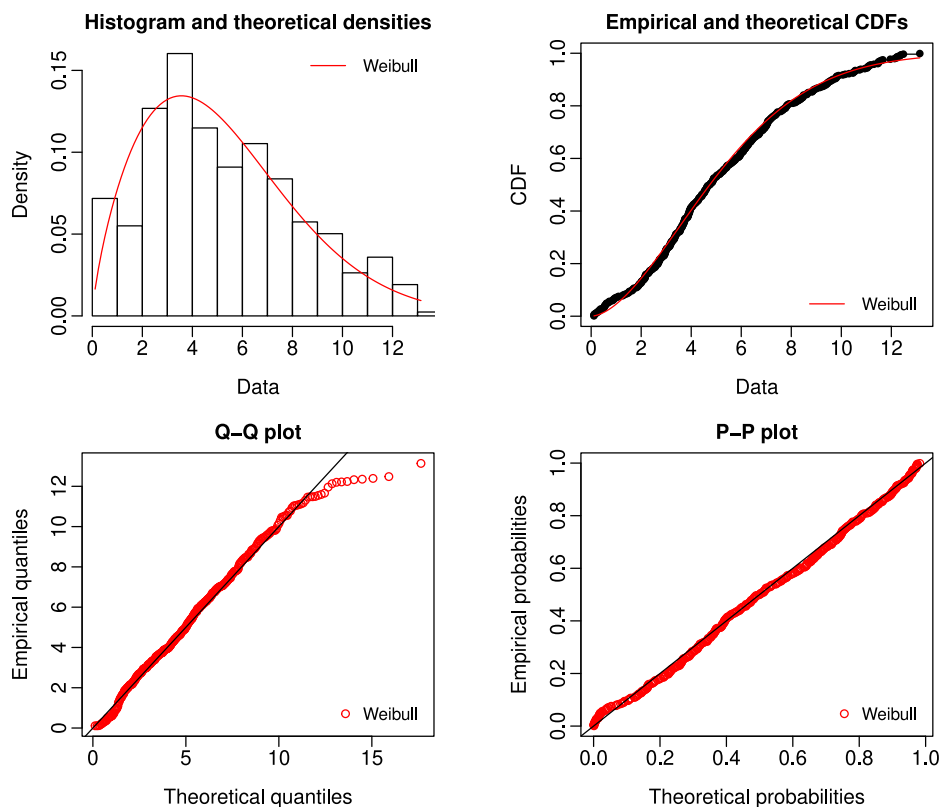 Histogram and theoretical densities
Density
0.00
0.05
0.10
0.15
Weibull
0 2 4 6 8 10 12
Data
Empirical and theoretical CDFs
CDF
0.0
0.2
0.4
0.6
0.8
1.0
Weibull
0 2 4 6 8 10 12
Data
Q−Q plot
Empirical quantiles
0
2
4
6
8
10
12
Weibull
0 5 10 15
Theoretical quantiles
P−P plot
Empirical probabilities
0.0
0.2
0.4
0.6
0.8
1.0
Weibull
0.0 0.2 0.4 0.6 0.8 1.0
Theoretical probabilities